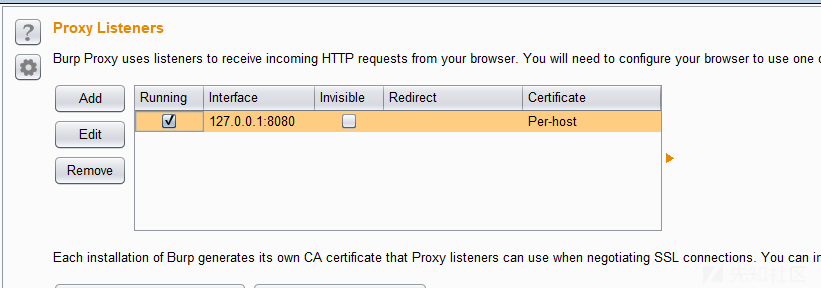 ?
Proxy Listeners
Burp Proxy uses listeners to receive incoming HTTP requests from your browser. You will need to configure your browser to use one
Add
Edit
Remove
Running Interface Invisible Redirect Certificate
127.0.0.1:8080 Per-host
Each installation of Burp generates its own CA certificate that Proxy listeners can use when negotiating SSL connections. You can
先知社区